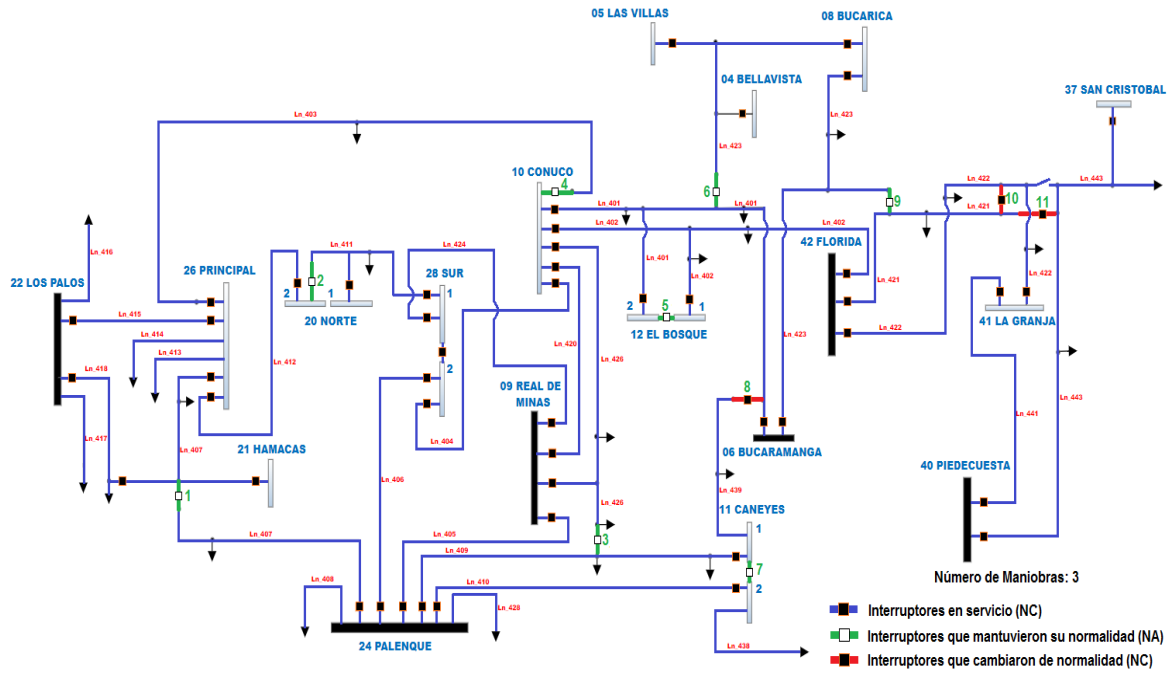 05 LAS VILLAS
08 BUCARICA
04 BELLAVISTA
37 SAN CRISTOBAL
Ln_403
Ln_423
Ln_423
10 CONUCO
4
6
9
10
11
Ln_422
Ln_443
Ln_421
Ln_401
Ln_401
Ln_402
Ln_402
Ln_416
Ln_411
Ln_424
42 FLORIDA
Ln_401
Ln_402
Ln_421
Ln_422
26 PRINCIPAL
28 SUR
22 LOS PALOS
2
2
1
1
20 NORTE
Ln_415
Ln_414
Ln_413
Ln_418
Ln_412
2
2
5
1
12 EL BOSQUE
41 LA GRANJA
Ln_422
Ln_423
Ln_420
Ln_426
09 REAL DE
MINAS
8
06 BUCARAMANGA
Ln_441
Ln_443
Ln_417
Ln_407
Ln_404
21 HAMACAS
1
Ln_406
40 PIEDECUESTA
Ln_439
11 CANEYES
1
7
2
Ln_426
3
Ln_407
Ln_405
Ln_409
Ln_410
Ln_408
Ln_428
24 PALENQUE
Ln_438
Número de Maniobras: 3
Interruptores en servicio (NC)
Interruptores que mantuvieron su normalidad (NA)
Interruptores que cambiaron de normalidad (NC)